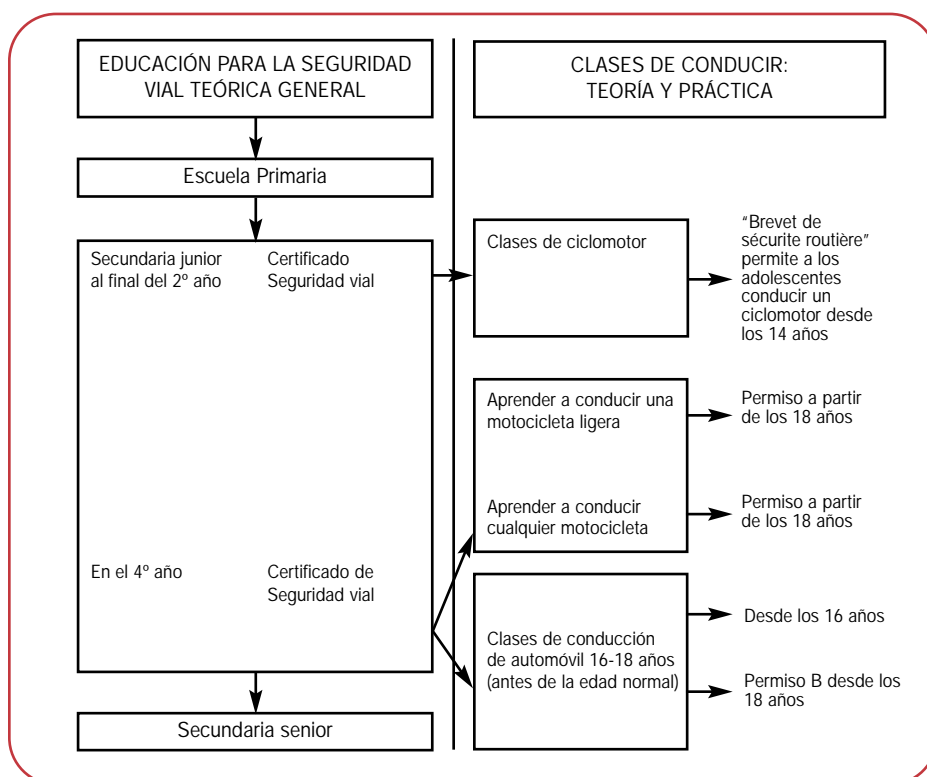 EDUCACIÓN PARA LA SEGURIDAD
VIAL TEÓRICA GENERAL
CLASES DE CONDUCIR:
TEORÍA Y PRÁCTICA
Escuela Primaria
Secundaria junior
al final del 2º año
Certificado
Seguridad vial
Clases de ciclomotor
"Brevet de
sécurite routière"
permite a los
adolescentes
conducir un
ciclomotor desde
los 14 años
Aprender a conducir una
motocicleta ligera
Permiso a partir
de los 18 años
Aprender a conducir
cualquier motocicleta
Permiso a partir
de los 18 años
En el 4º año
Certificado de
Seguridad vial
Clases de conducción
de automóvil 16-18 años
(antes de la edad normal)
Desde los 16 años
Permiso B desde los
18 años
Secundaria senior